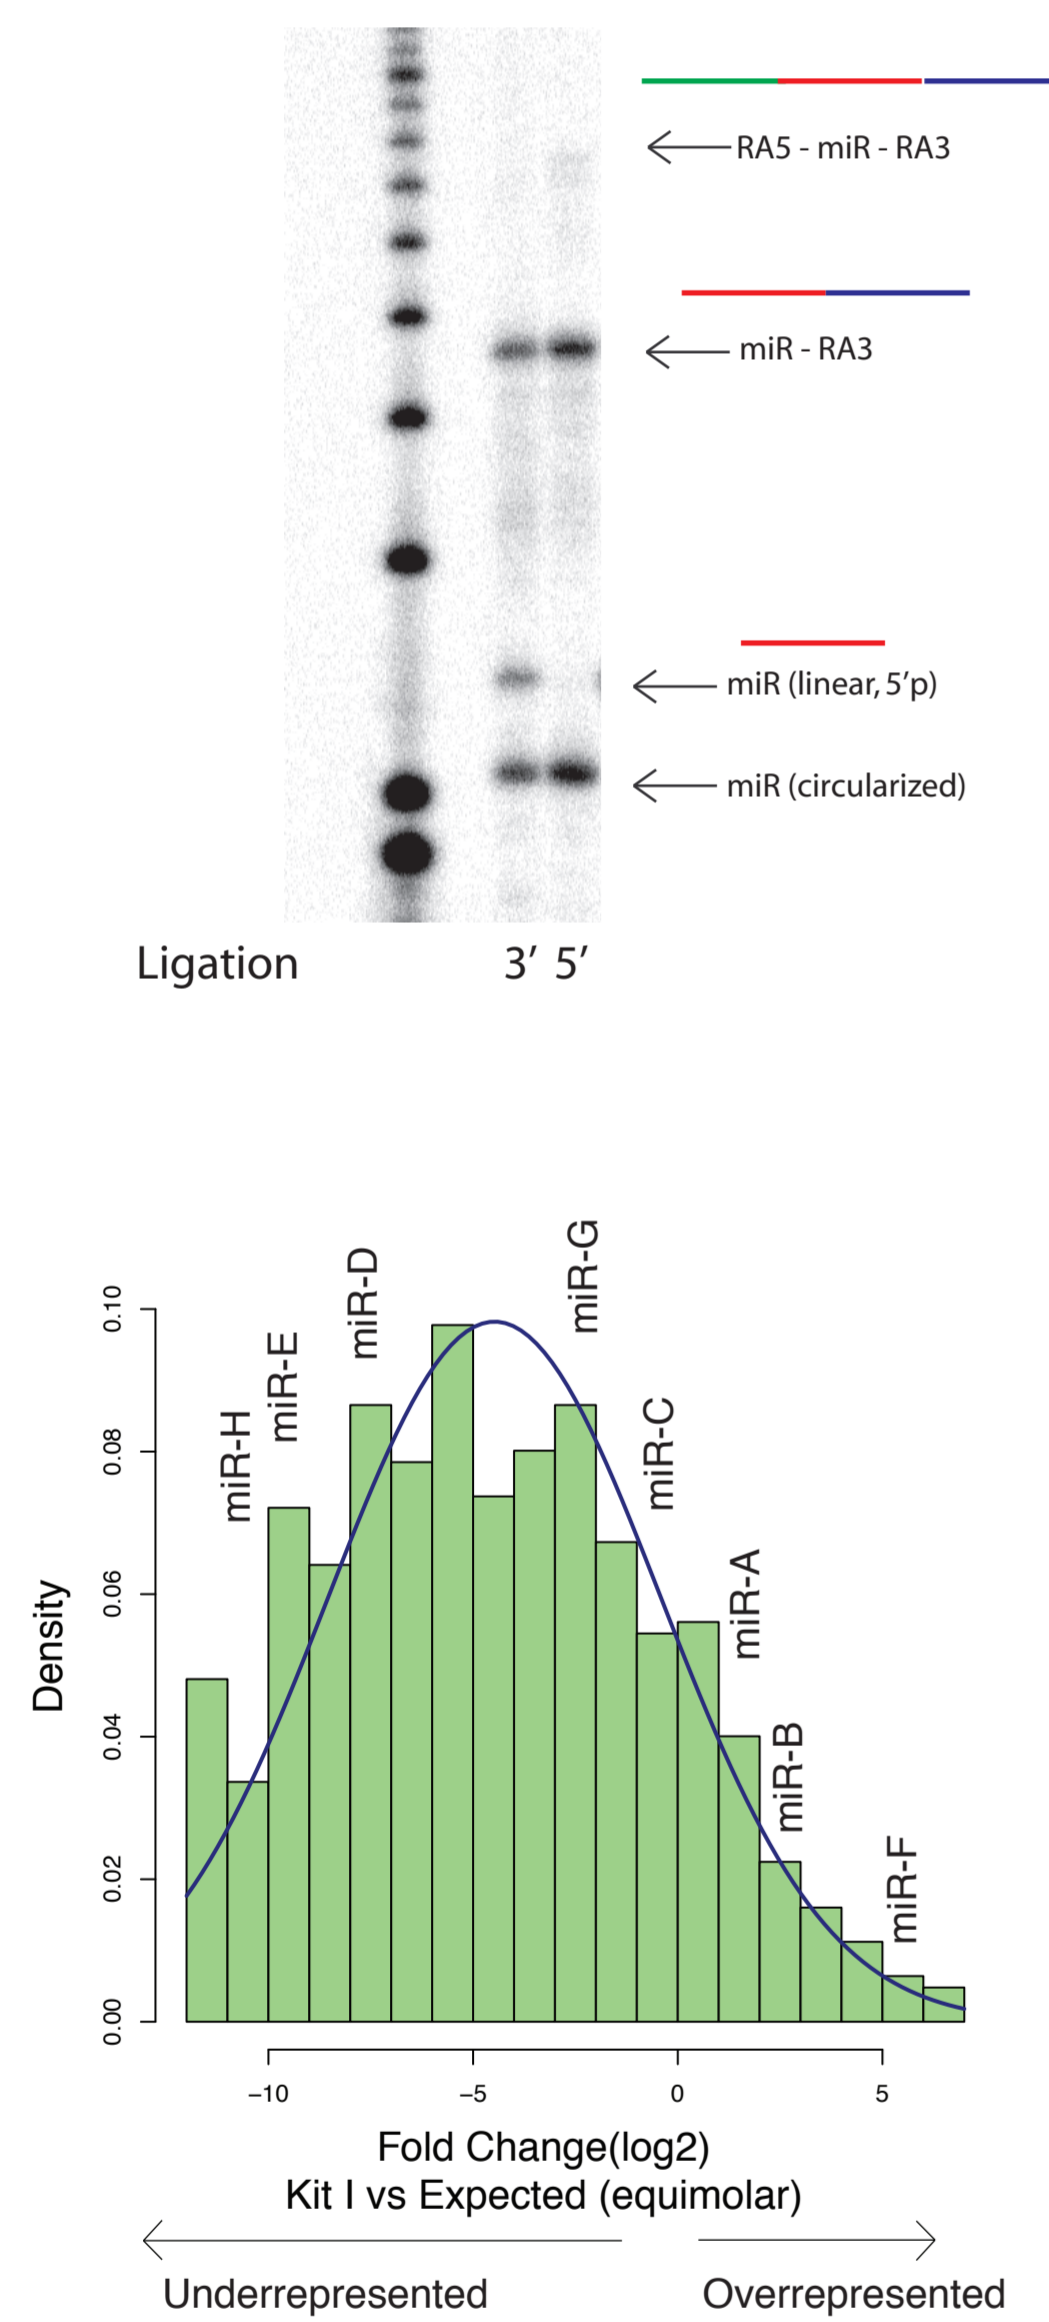 RA5 - miR - RA3
miR - RA3
miR (linear, 5'p)
miR (circularized)
Ligation 3' 5'
miR-H
miR-E
miR-D
miR-G
miR-C
miR-A
miR-B
miR-F
Density
0.10
0.08
0.06
0.04
0.02
0.00
−10 −5 0 5
Fold Change(log2)
Kit I vs Expected (equimolar)
Underrepresented Overrepresented